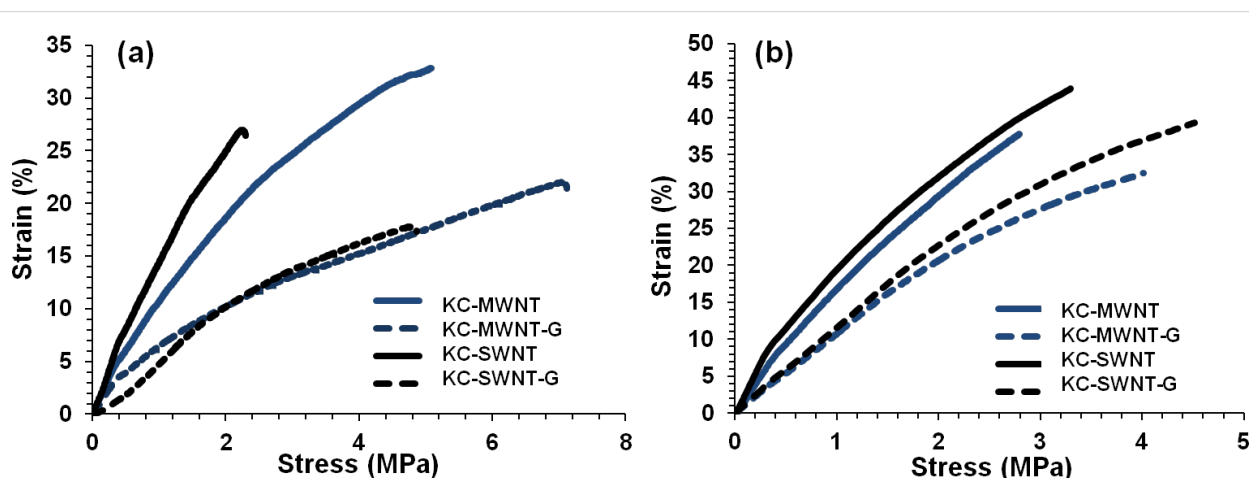 (a)
Strain (%)
35
30
25
20
15
10
5
0
KC-MWNT
KC-MWNT-G
KC-SWNT
KC-SWNT-G
0 2 4 6 8
Stress (MPa)
(b)
Strain (%)
50
45
40
35
30
25
20
15
10
5
0
KC-MWNT
KC-MWNT-G
KC-SWNT
KC-SWNT-G
0 1 2 3 4 5
Stress (MPa)